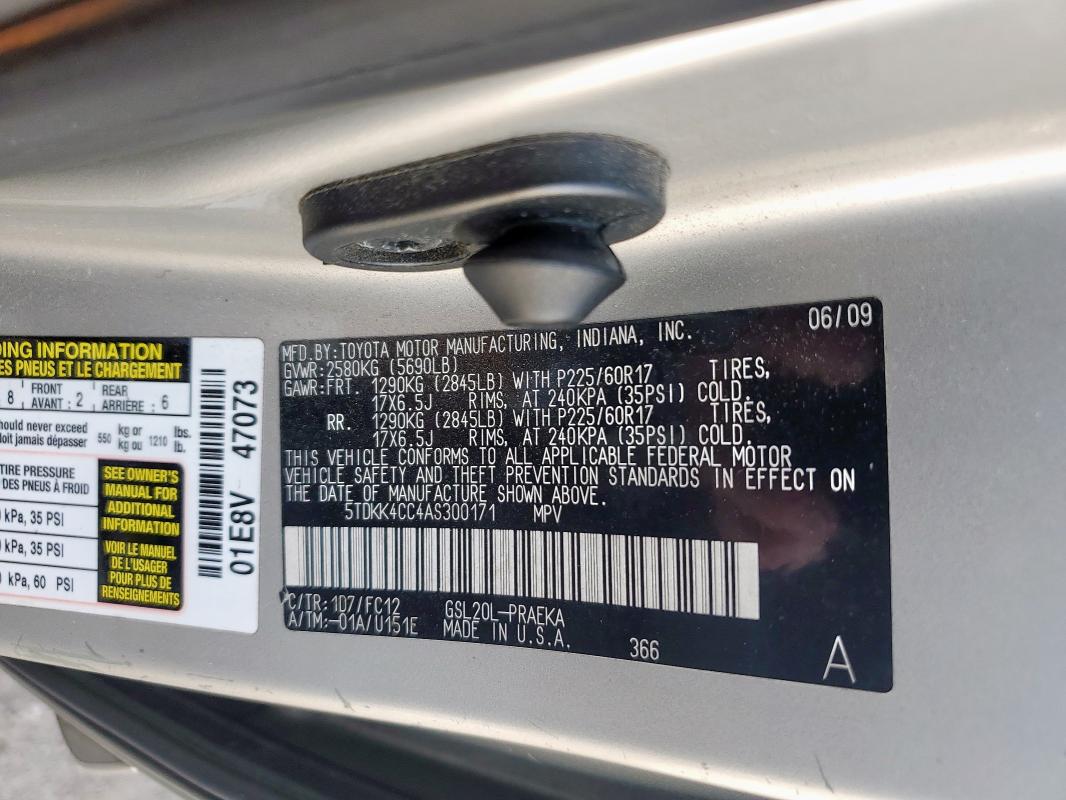 DING INFORMATION
ES PNEUS ET LE CHARGEMENT
8 FRONT AVANT : 2 REAR ARRIÈRE : 6
hould never exceed 550 kg or 1210 lbs.
doit jamais dépasser kg ou lb.
TIRE PRESSURE
DES PNEUS À FROID
kPa, 35 PSI
kPa, 35 PSI
kPa, 60 PSI
SEE OWNER'S
MANUAL FOR
ADDITIONAL
INFORMATION
VOIR LE MANUEL
DE L'USAGER
POUR PLUS DE
RENSEIGNEMENTS
01E8V 47073
06/09
MFD. BY: TOYOTA MOTOR MANUFACTURING, INDIANA, INC.
GVWR: 2580KG (5690LB)
GAWR: FRT. 1290KG (2845LB) WITH P225/60R17 TIRES,
17X6.5J RIMS, AT 240KPA (35PSI) COLD.
RR. 1290KG (2845LB) WITH P225/60R17 TIRES,
17X6.5J RIMS, AT 240KPA (35PSI) COLD.
THIS VEHICLE CONFORMS TO ALL APPLICABLE FEDERAL MOTOR
VEHICLE SAFETY AND THEFT PREVENTION STANDARDS IN EFFECT ON
THE DATE OF MANUFACTURE SHOWN ABOVE.
5TDKK4CC4AS300171 MPV
C/TR: 1D7/FC12 GSL20L-PRAEKA
A/TM: -01A/U151E MADE IN U.S.A. 366
A